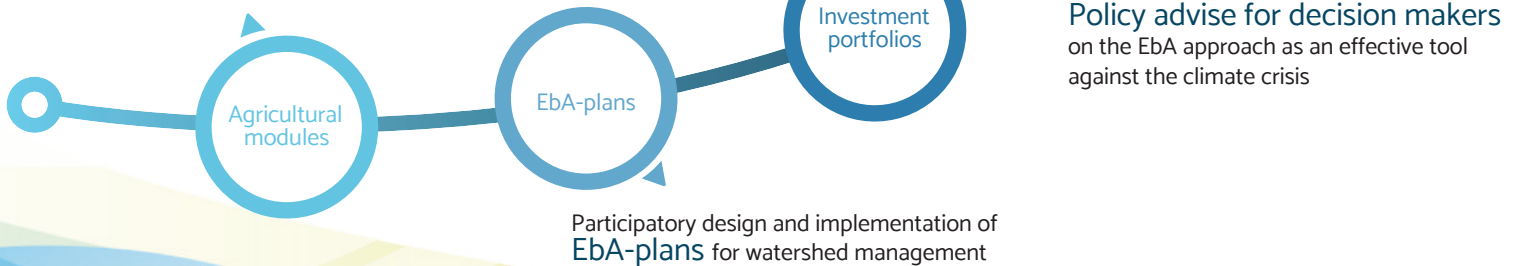 Agricultural
modules
EbA-plans
Investment
portfolios
Policy advise for decision makers
on the EbA approach as an effective tool
against the climate crisis
Participatory design and implementation of
EbA-plans for watershed management